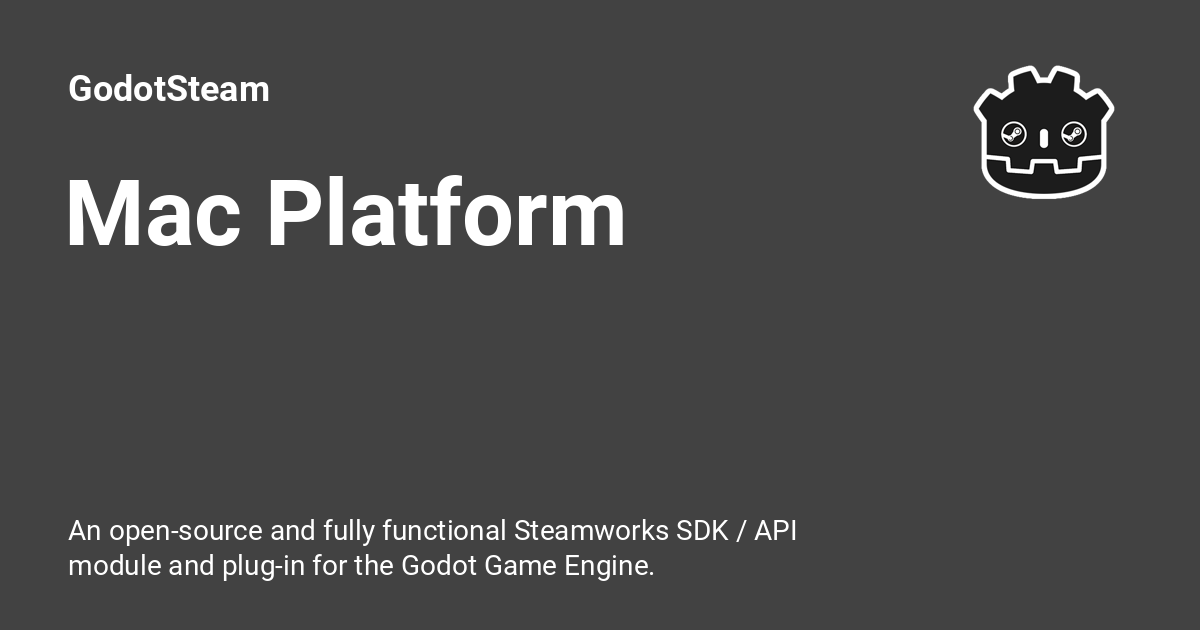 GodotSteam
Mac Platform
An open-source and fully functional Steamworks SDK / API
module and plug-in for the Godot Game Engine.